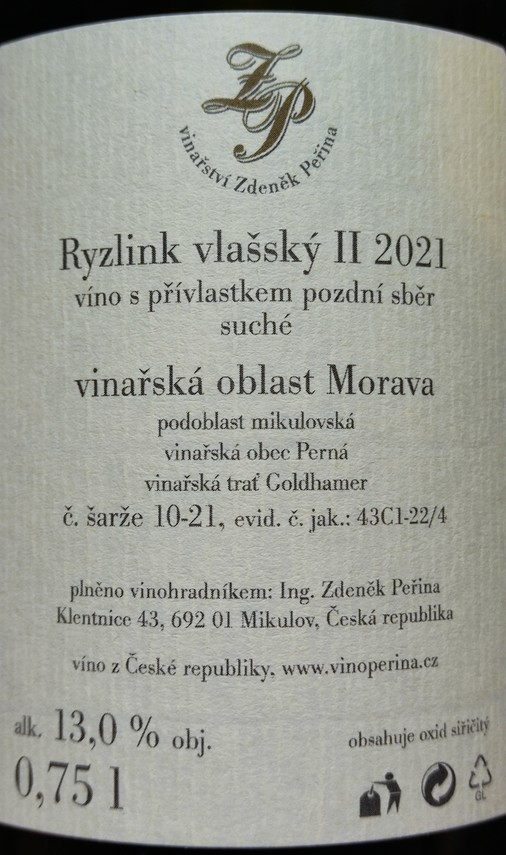 ZP
vinařství Zdeněk Peřina
Ryzlink vlašský II 2021
víno s přívlastkem pozdní sběr
suché
vinařská oblast Morava
podoblast mikulovská
vinařská obec Perná
vinařská trať Goldhamer
č. šarže 10-21, evid. č. jak.: 43C1-22/4
plněno vinohradníkem: Ing. Zdeněk Peřina
Klentnice 43, 692 01 Mikulov, Česká republika
víno z České republiky, www.vinoperina.cz
alk. 13,0 % obj.
obsahuje oxid siřičitý
0,75 l
GL